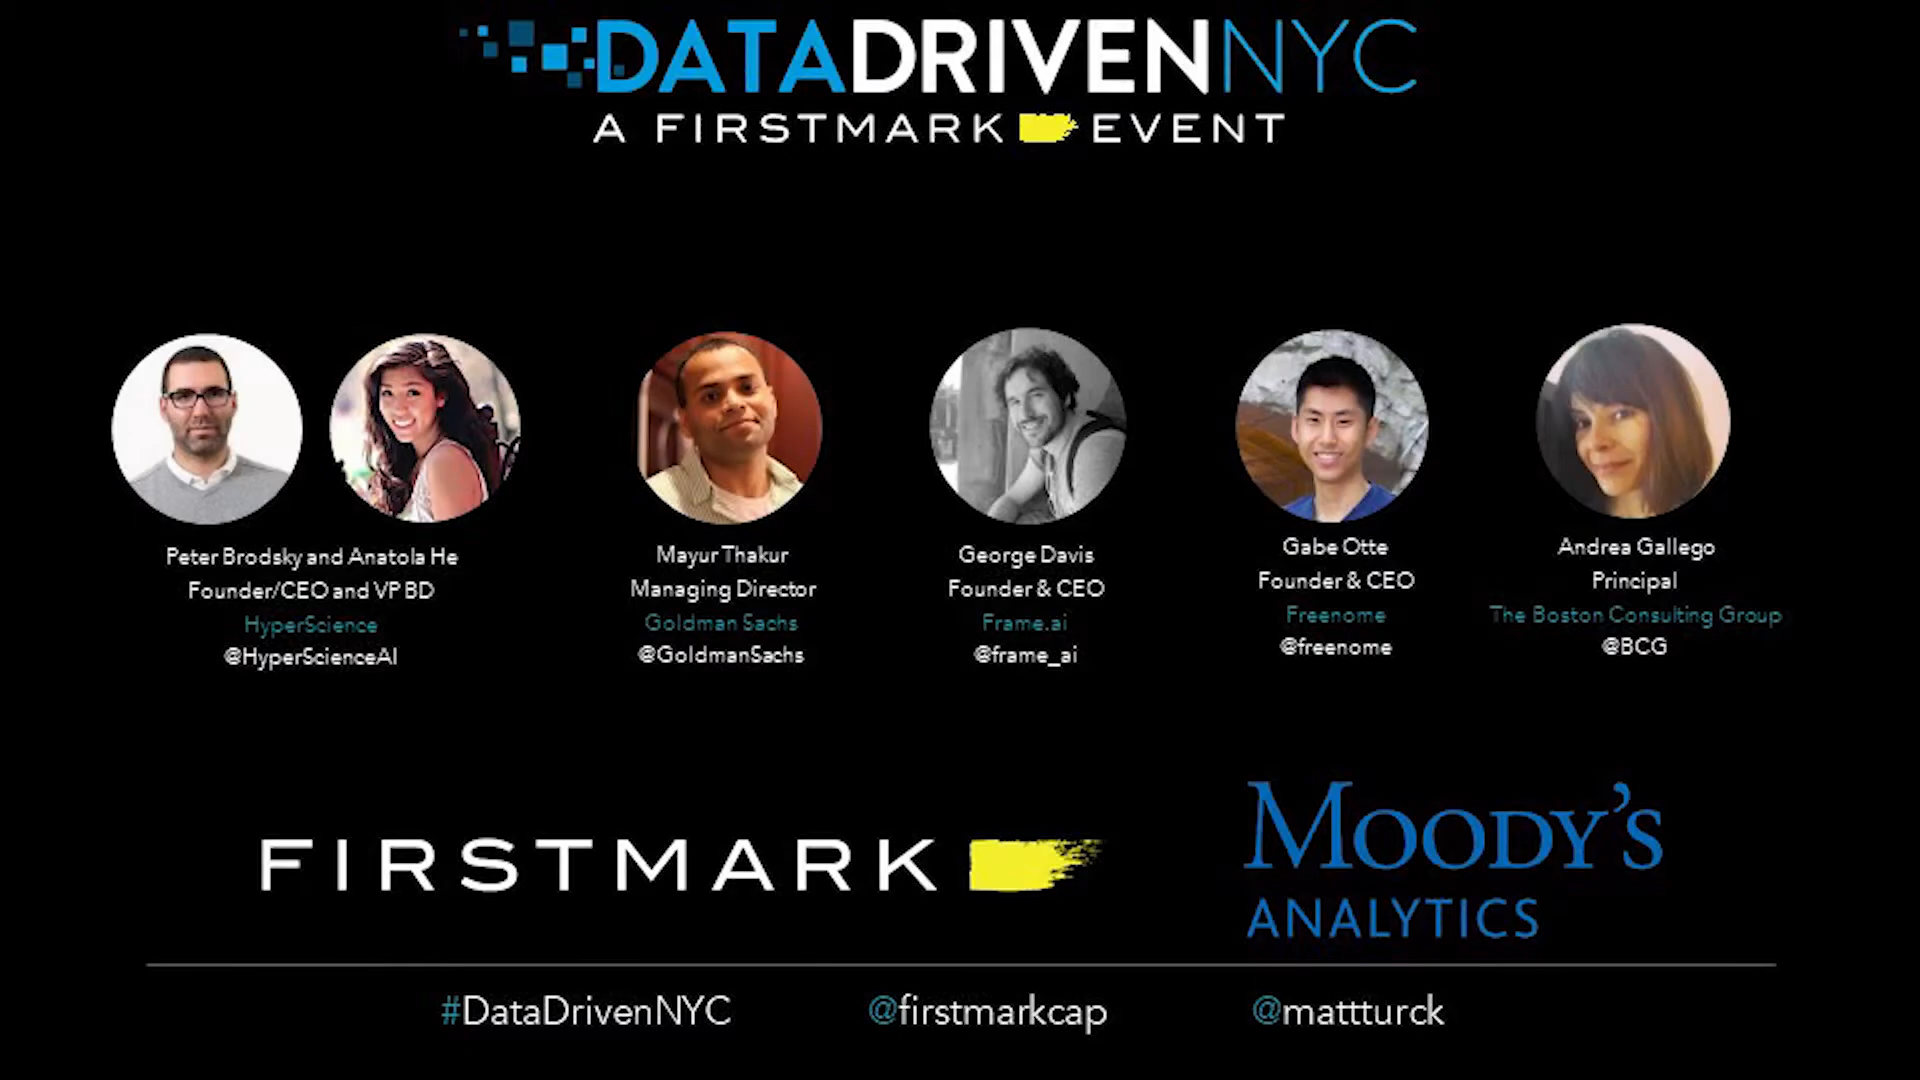 DATADRIVENNYC
A FIRSTMARK EVENT
Peter Brodsky and Anatola He
Founder/CEO and VP BD
HyperScience
@HyperScienceAI
Mayur Thakur
Managing Director
Goldman Sachs
@GoldmanSachs
George Davis
Founder & CEO
Frame.ai
@frame_ai
Gabe Otte
Founder & CEO
Freenome
@freenome
Andrea Gallego
Principal
The Boston Consulting Group
@BCG
FIRSTMARK
MOODY'S
ANALYTICS
#DataDrivenNYC
@firstmarkcap
@mattturck